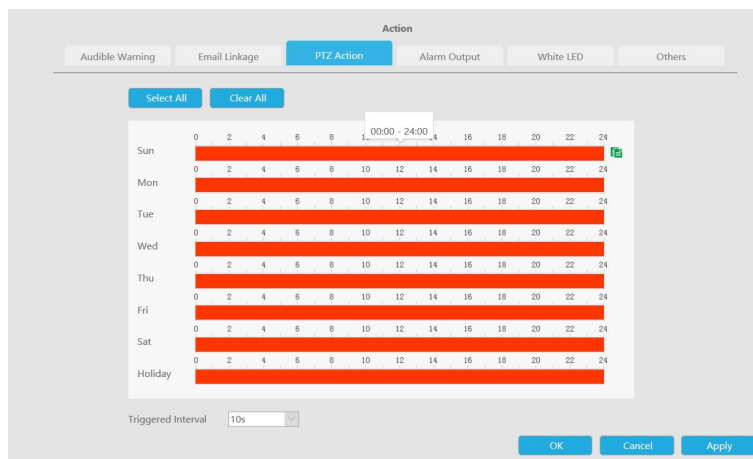 Action
Audible Warning Email Linkage PTZ Action Alarm Output White LED Others
Select All Clear All
00:00 - 24:00
0 2 4 6 8 1 4 16 18 20 22 24
Sun
0 2 4 6 8 10 12 14 16 18 20 22 24
Mon
0 2 4 6 8 10 12 14 16 18 20 22 24
Tue
0 2 4 6 8 10 12 14 16 18 20 22 24
Wed
0 2 4 6 8 10 12 14 16 18 20 22 24
Thu
0 2 4 6 8 10 12 14 16 18 20 22 24
Fri
0 2 4 6 8 10 12 14 16 18 20 22 24
Sat
0 2 4 6 8 10 12 14 16 18 20 22 24
Holiday
Triggered Interval 10s
OK Cancel Apply